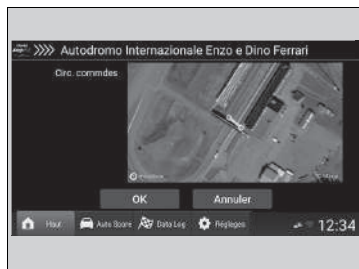 Autodromo Internazionale Enzo e Dino Ferrari
Circ. commdes
OK
Annuler
Haut
Auto Score
Data Log
Réglages
12:34